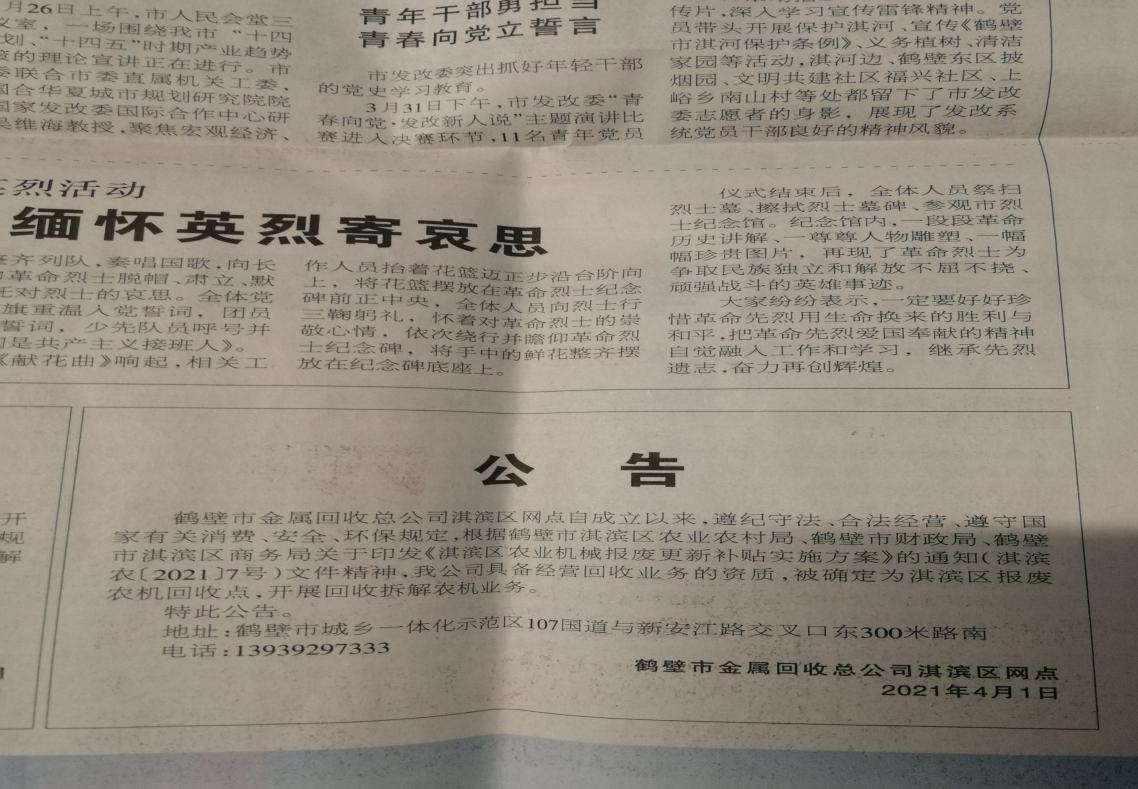 月26日上午，市人民会堂三
议室，一场围绕我市“十四
划、“十四五”时期产业趋势
的理论宣讲正在进行。市
委联合市委直属机关工委，
国合华夏城市规划研究院院
国家发改委国际合作中心研
吴维海教授，聚焦宏观经济、
青年干部勇担当
青春向党立誓言
市发改委突出抓好年轻干部
的党史学习教育。
3月31日下午，市发改委“青
春向党·发改新人说”主题演讲比
赛进入决赛环节，11名青年党员
传片，深入学习宣传雷锋精神。党
员带头开展保护淇河、宣传《鹤壁
市淇河保护条例》、义务植树、清洁
家园等活动，淇河边、鹤壁东区披
烟园、文明共建社区福兴社区、上
峪乡南山村等处都留下了市发改
委志愿者的身影，展现了发改系
统党员干部良好的精神风貌。
烈活动
缅怀英烈寄哀思
齐列队，奏唱国歌，向长
革命烈士脱帽、肃立、默
托对烈士的哀思。全体党
旗重温入党誓词，团员
誓词，少先队员呼号并
们是共产主义接班人》。
《献花曲》响起，相关工
作人员抬着花篮迈正步沿台阶向
上，将花篮摆放在革命烈士纪念
碑前正中央，全体人员向烈士行
三鞠躬礼，怀着对革命烈士的崇
敬心情，依次绕行并瞻仰革命烈
士纪念碑，将手中的鲜花整齐摆
放在纪念碑底座上。
仪式结束后，全体人员祭扫
烈士墓、擦拭烈士墓碑、参观市烈
士纪念馆。纪念馆内，一段段革命
历史讲解、一尊尊人物雕塑、一幅
幅珍贵图片，再现了革命烈士为
争取民族独立和解放不屈不挠、
顽强战斗的英雄事迹。
大家纷纷表示，一定要好好珍
惜革命先烈用生命换来的胜利与
和平，把革命先烈爱国奉献的精神
自觉融入工作和学习，继承先烈
遗志，奋力再创辉煌。
开
规
解
公 告
鹤壁市金属回收总公司淇滨区网点自成立以来，遵纪守法、合法经营、遵守国
家有关消费、安全、环保规定，根据鹤壁市淇滨区农业农村局、鹤壁市财政局、鹤壁
市淇滨区商务局关于印发《淇滨区农业机械报废更新补贴实施方案》的通知（淇滨
农〔2021〕7号）文件精神，我公司具备经营回收业务的资质，被确定为淇滨区报废
农机回收点，开展回收拆解农机业务。
特此公告。
地址：鹤壁市城乡一体化示范区107国道与新安江路交叉口东300米路南
电话：13939297333
鹤壁市金属回收总公司淇滨区网点
2021年4月1日